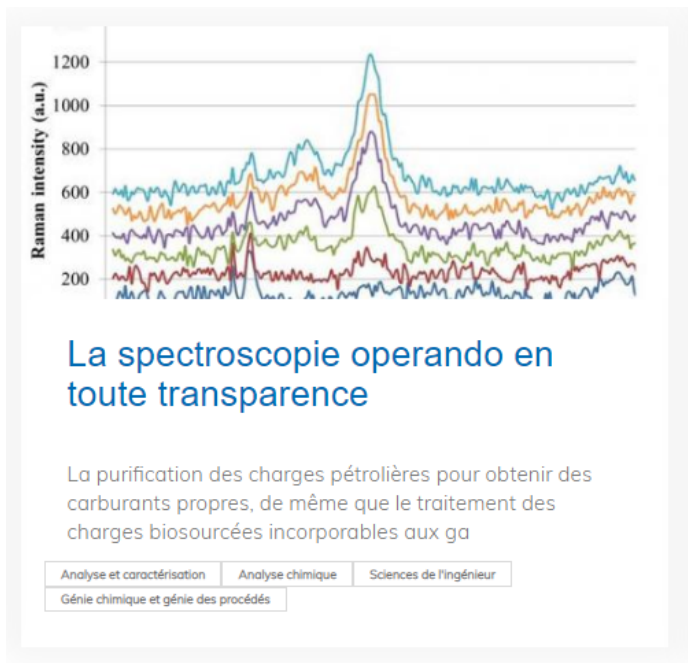 1200
1000
800
600
400
200
Raman intensity (a.u.)
La spectroscopie operando en
toute transparence
La purification des charges pétrolières pour obtenir des
carburants propres, de même que le traitement des
charges biosourcées incorporables aux ga
Analyse et caractérisation
Analyse chimique
Sciences de l'ingénieur
Génie chimique et génie des procédés